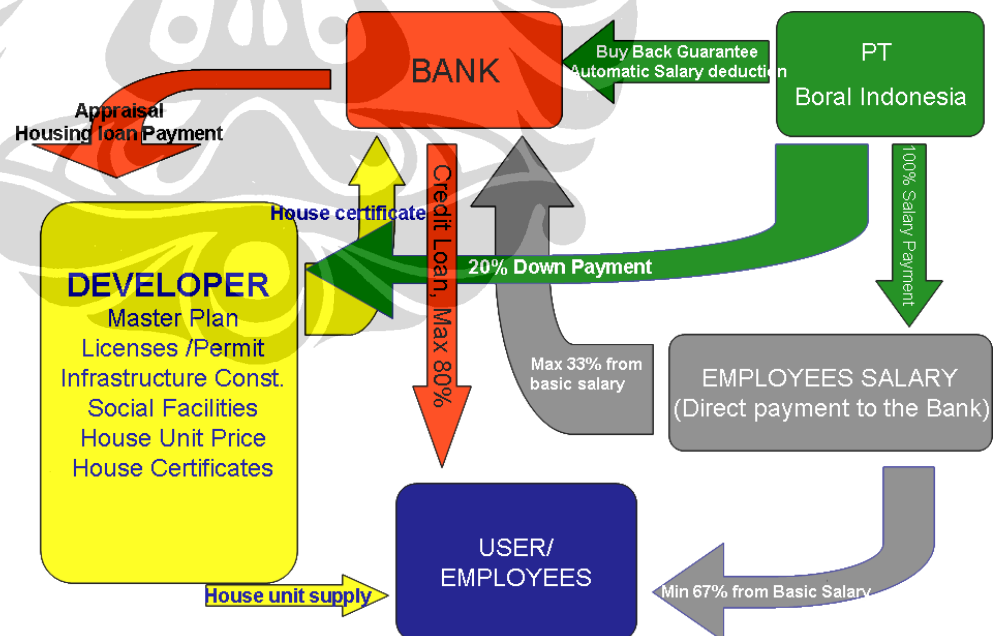 BANK
Buy Back Guarantee
Automatic Salary deduction
PT
Boral Indonesia
Appraisal
Housing loan Payment
House certificate
Credit Loan, Max 80%
100% Salary Payment
20% Down Payment
DEVELOPER
Master Plan
Licenses /Permit
Infrastructure Const.
Social Facilities
House Unit Price
House Certificates
Max 33% from
basic salary
EMPLOYEES SALARY
(Direct payment to the Bank)
USER/
EMPLOYEES
House unit supply
Min 67% from Basic Salary